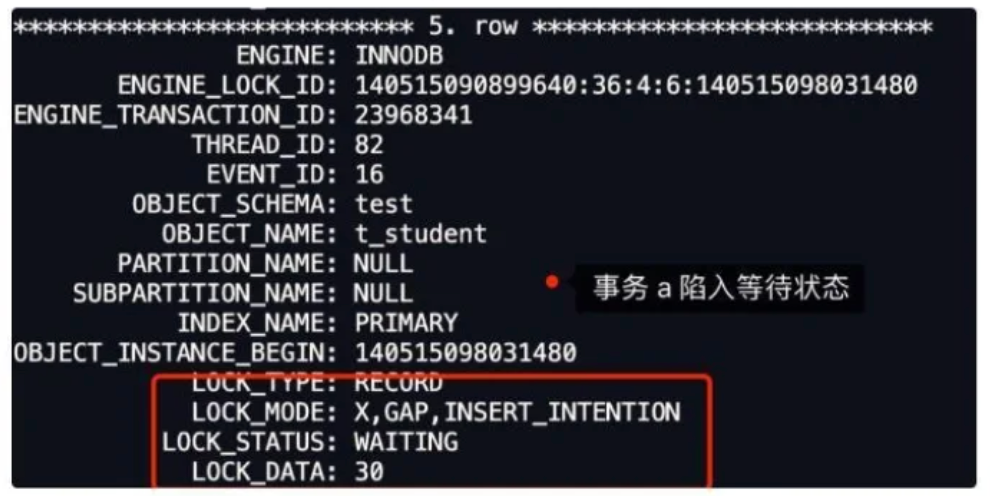 *************************** 5. row ***************************
ENGINE: INNODB
ENGINE_LOCK_ID: 140515090899640:36:4:6:140515098031480
ENGINE_TRANSACTION_ID: 23968341
THREAD_ID: 82
EVENT_ID: 16
OBJECT_SCHEMA: test
OBJECT_NAME: t_student
PARTITION_NAME: NULL
SUBPARTITION_NAME: NULL
事务 a 陷入等待状态
INDEX_NAME: PRIMARY
OBJECT_INSTANCE_BEGIN: 140515098031480
LOCK_TYPE: RECORD
LOCK_MODE: X,GAP,INSERT_INTENTION
LOCK_STATUS: WAITING
LOCK_DATA: 30